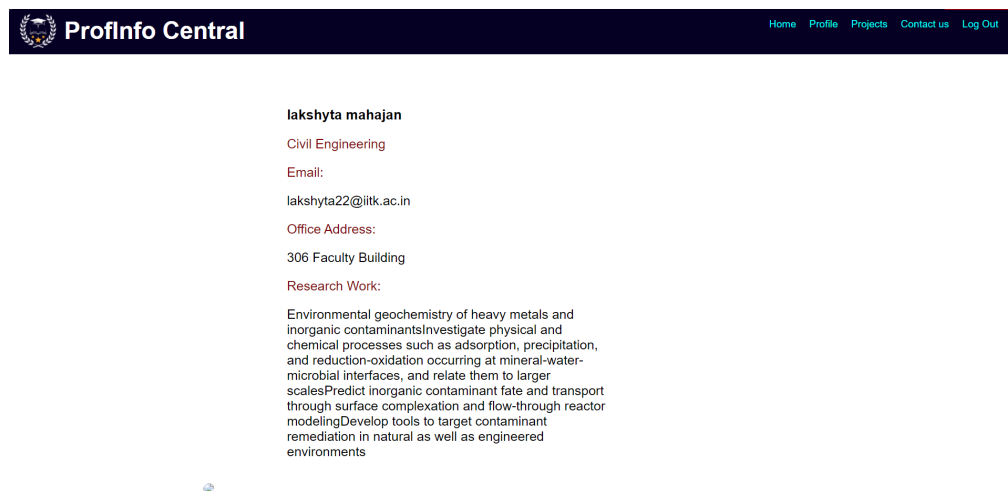 ProfInfo Central
Home Profile Projects Contact us Log Out
lakshyta mahajan
Civil Engineering
Email:
lakshyta22@iitk.ac.in
Office Address:
306 Faculty Building
Research Work:
Environmental geochemistry of heavy metals and
inorganic contaminantsInvestigate physical and
chemical processes such as adsorption, precipitation,
and reduction-oxidation occurring at mineral-water-
microbial interfaces, and relate them to larger
scalesPredict inorganic contaminant fate and transport
through surface complexation and flow-through reactor
modelingDevelop tools to target contaminant
remediation in natural as well as engineered
environments